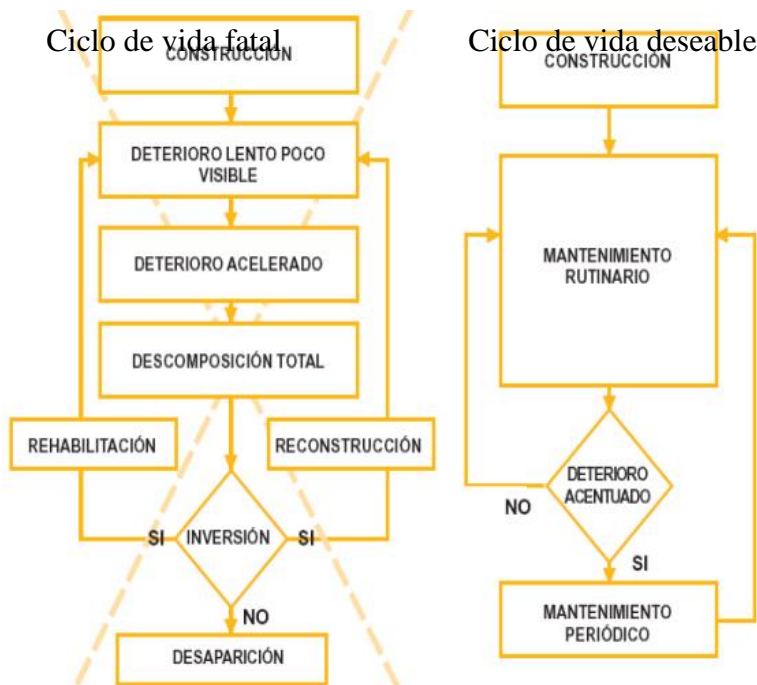 Ciclo de vida fatal
CONSTRUCCIÓN
DETERIORO LENTO POCO
VISIBLE
DETERIORO ACELERADO
DESCOMPOSICIÓN TOTAL
REHABILITACIÓN
RECONSTRUCCIÓN
SI
INVERSIÓN
SI
NO
DESAPARICIÓN
Ciclo de vida deseable
CONSTRUCCIÓN
MANTENIMIENTO
RUTINARIO
DETERIORO
ACENTUADO
NO
SI
MANTENIMIENTO
PERIÓDICO